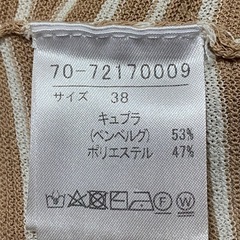 70-72170009
サイズ 38
キュプラ
(ベンベルグ) 53%
ポリエステル 47%